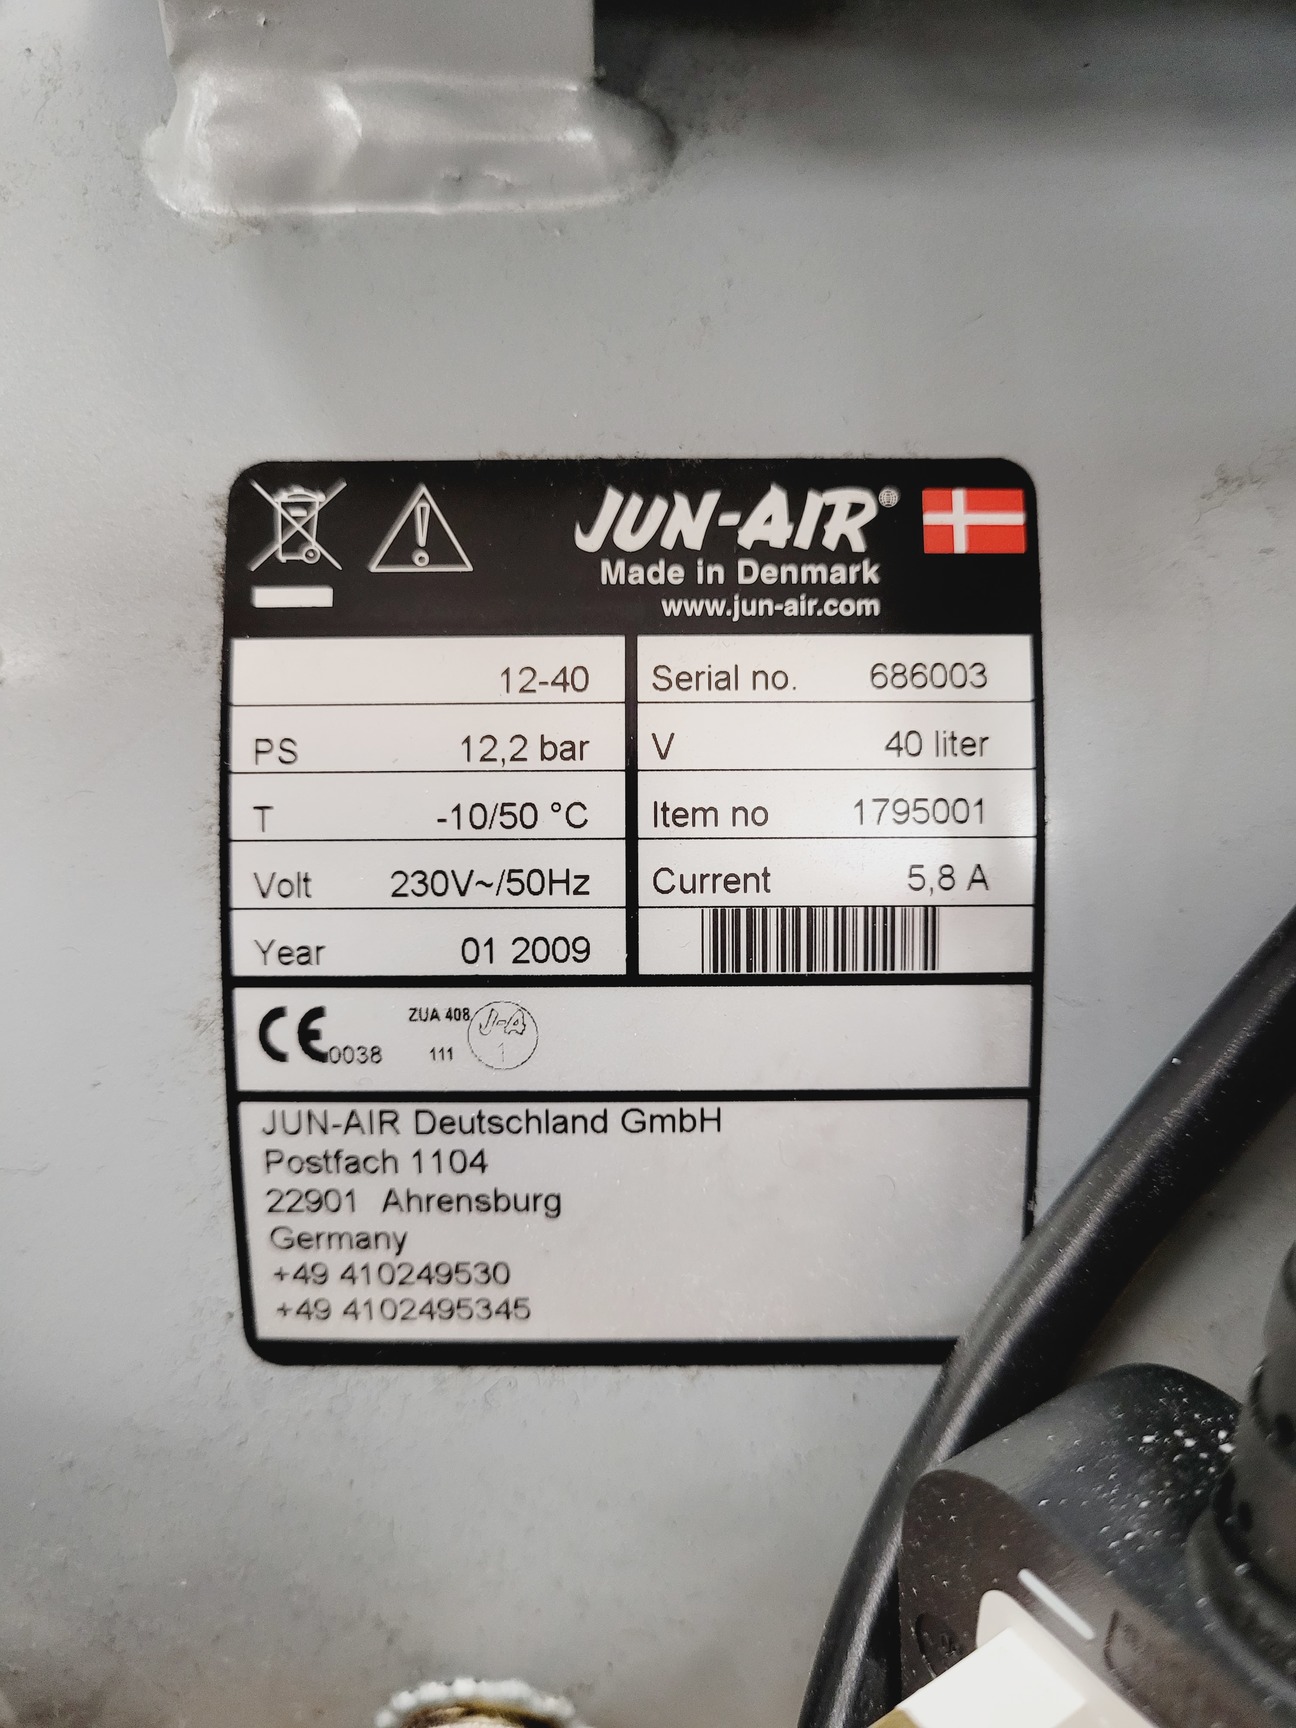 JUN-AIR®
Made in Denmark
www.jun-air.com
12-40
Serial no. 686003
PS 12,2 bar
V 40 liter
T -10/50 °C
Item no 1795001
Volt 230V~/50Hz
Current 5,8 A
Year 01 2009
CE 0038
ZUA 408
111
J-A
1
JUN-AIR Deutschland GmbH
Postfach 1104
22901 Ahrensburg
Germany
+49 410249530
+49 4102495345